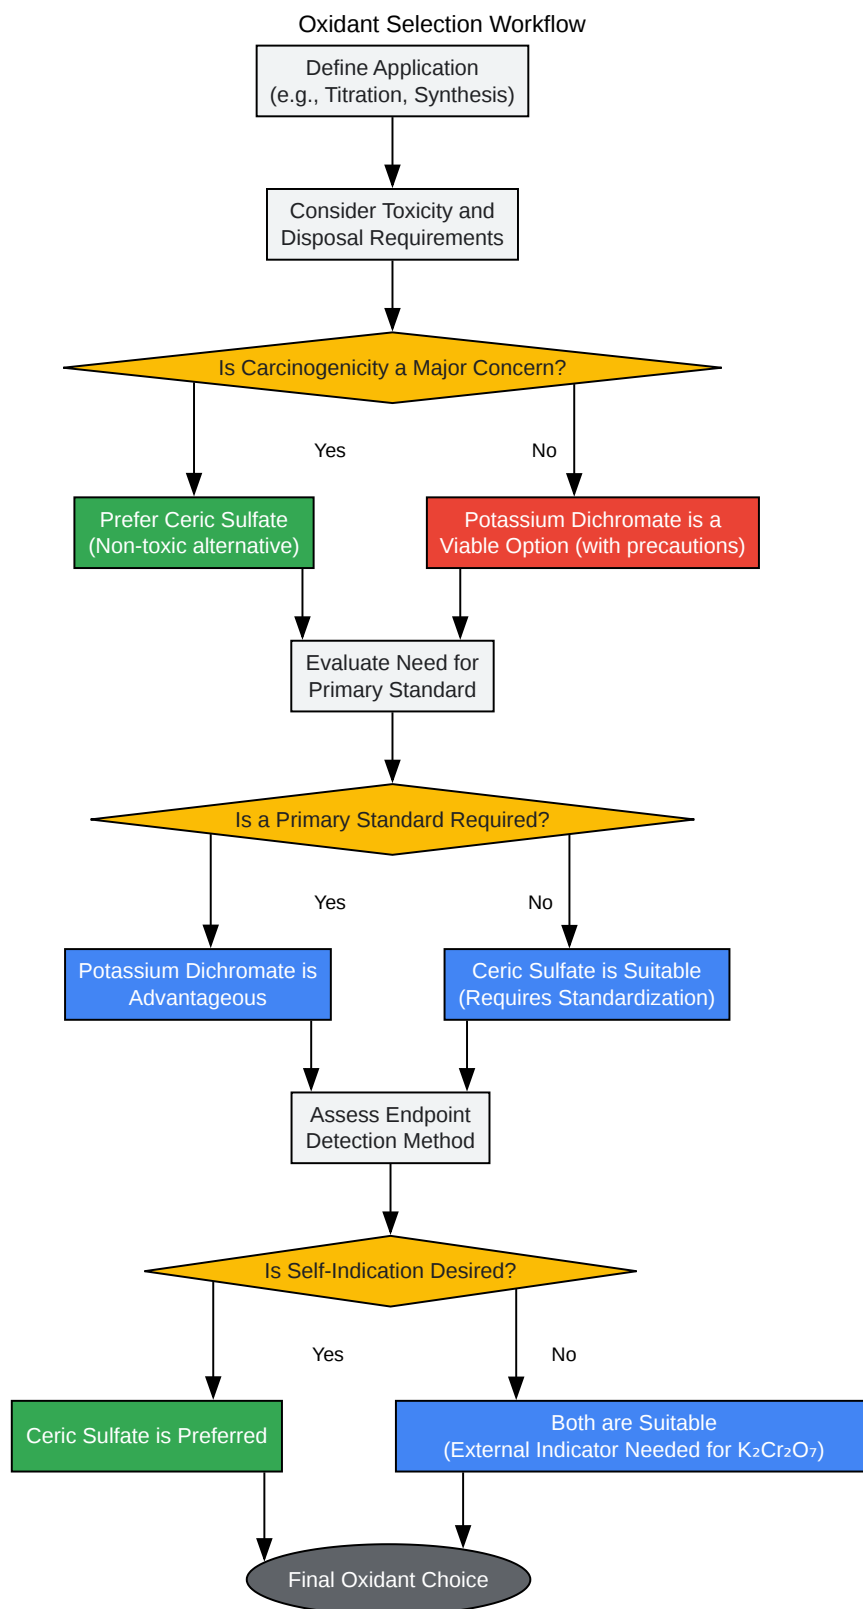 Oxidant Selection Workflow
Define Application
(e.g., Titration, Synthesis)
Consider Toxicity and
Disposal Requirements
Is Carcinogenicity a Major Concern?
Yes
No
Prefer Ceric Sulfate
(Non-toxic alternative)
Potassium Dichromate is a
Viable Option (with precautions)
Evaluate Need for
Primary Standard
Is a Primary Standard Required?
Yes
No
Potassium Dichromate is
Advantageous
Ceric Sulfate is Suitable
(Requires Standardization)
Assess Endpoint
Detection Method
Is Self-Indication Desired?
Yes
No
Ceric Sulfate is Preferred
Both are Suitable
(External Indicator Needed for K₂Cr₂O₇)
Final Oxidant Choice